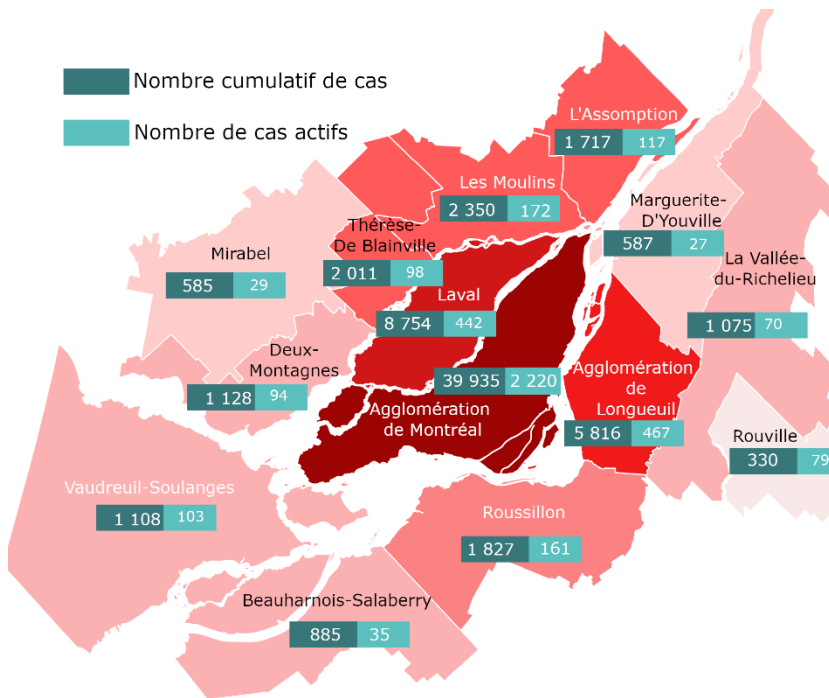 Nombre cumulatif de cas
Nombre de cas actifs
L'Assomption
1 717 117
Les Moulins
2 350 172
Marguerite-
D'Youville
587 27
Thérèse-
De Blainville
2 011 98
Mirabel
585 29
La Vallée-
du-Richelieu
1 075 70
Laval
8 754 442
Deux-
Montagnes
1 128 94
39 935 2 220
Agglomération
de Montréal
Agglomération
de
Longueuil
5 816 467
Rouville
330 79
Vaudreuil-Soulanges
1 108 103
Roussillon
1 827 161
Beauharnois-Salaberry
885 35